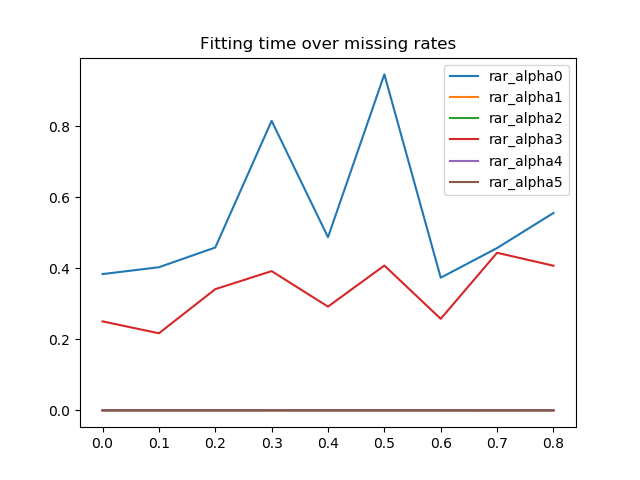 Fitting time over missing rates
rar_alpha0
rar_alpha1
rar_alpha2
rar_alpha3
rar_alpha4
rar_alpha5
0.8
0.6
0.4
0.2
0.0
0.0 0.1 0.2 0.3 0.4 0.5 0.6 0.7 0.8